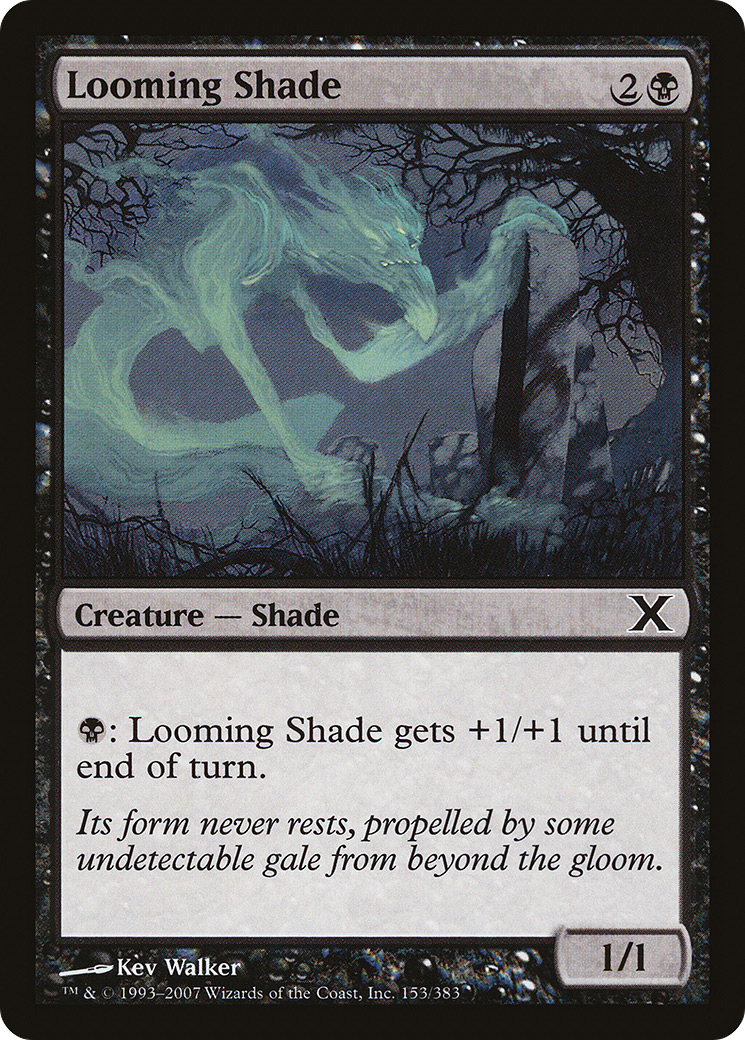 Looming Shade 2
Creature — Shade X
: Looming Shade gets +1/+1 until
end of turn.
Its form never rests, propelled by some
undetectable gale from beyond the gloom.
1/1
Kev Walker
™ & © 1993–2007 Wizards of the Coast, Inc. 153/383